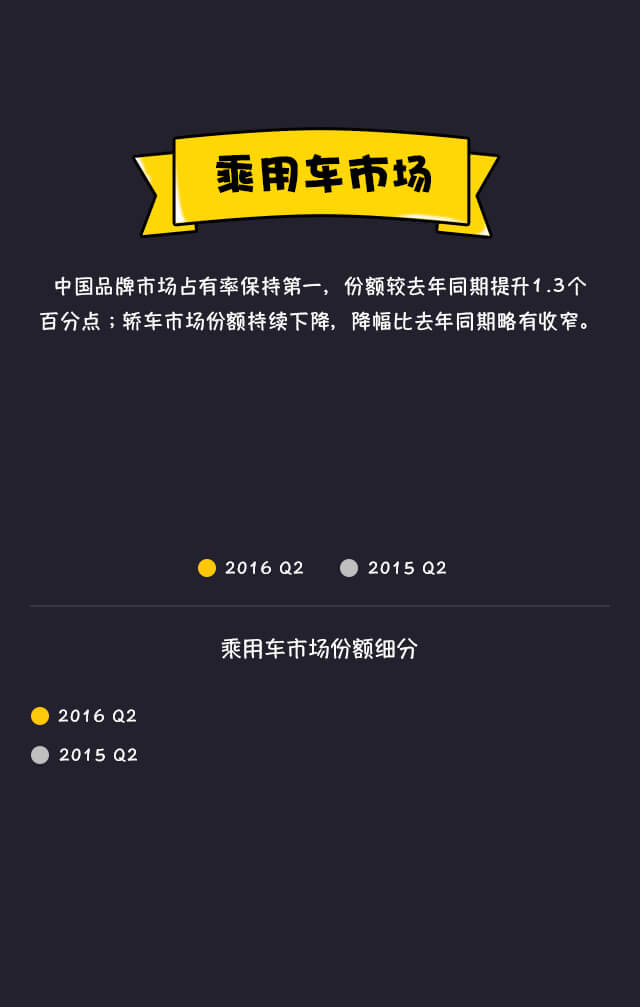 乘用车市场
中国品牌市场占有率保持第一，份额较去年同期提升1.3个
百分点；轿车市场份额持续下降，降幅比去年同期略有收窄。
2016 Q2 2015 Q2
乘用车市场份额细分
2016 Q2
2015 Q2